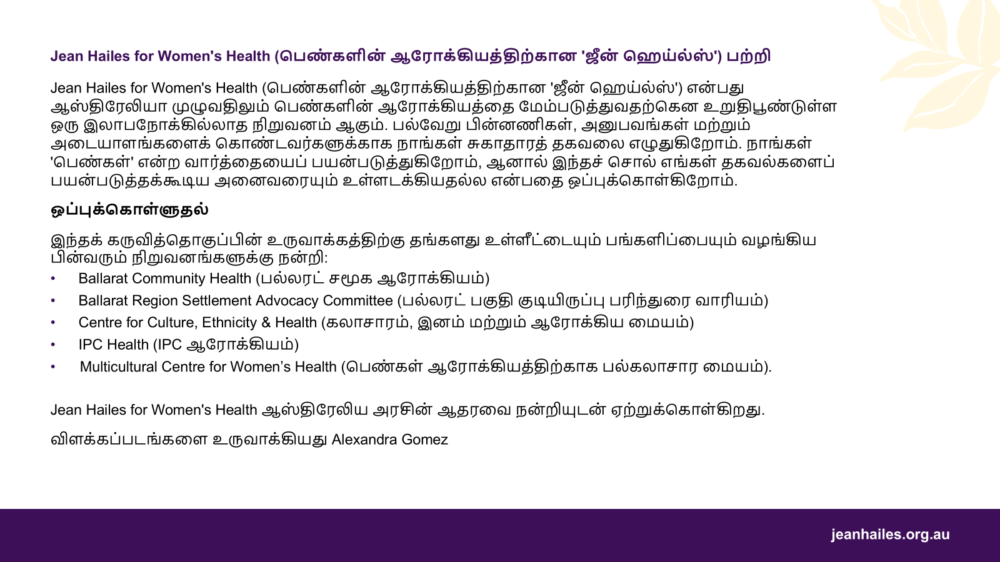 Jean Hailes for Women's Health (பெண்களின் ஆரோக்கியத்திற்கான 'ஜீன் ஹெய்ல்ஸ்') பற்றி
Jean Hailes for Women's Health (பெண்களின் ஆரோக்கியத்திற்கான 'ஜீன் ஹெய்ல்ஸ்') என்பது
ஆஸ்திரேலியா முழுவதிலும் பெண்களின் ஆரோக்கியத்தை மேம்படுத்துவதற்கென உறுதிபூண்டுள்ள
ஒரு இலாபநோக்கில்லாத நிறுவனம் ஆகும். பல்வேறு பின்னணிகள், அனுபவங்கள் மற்றும்
அடையாளங்களைக் கொண்டவர்களுக்காக நாங்கள் சுகாதாரத் தகவலை எழுதுகிறோம். நாங்கள்
'பெண்கள்' என்ற வார்த்தையைப் பயன்படுத்துகிறோம், ஆனால் இந்தச் சொல் எங்கள் தகவல்களைப்
பயன்படுத்தக்கூடிய அனைவரையும் உள்ளடக்கியதல்ல என்பதை ஒப்புக்கொள்கிறோம்.
ஒப்புக்கொள்ளுதல்
இந்தக் கருவித்தொகுப்பின் உருவாக்கத்திற்கு தங்களது உள்ளீட்டையும் பங்களிப்பையும் வழங்கிய
பின்வரும் நிறுவனங்களுக்கு நன்றி:
• Ballarat Community Health (பல்லரட் சமூக ஆரோக்கியம்)
• Ballarat Region Settlement Advocacy Committee (பல்லரட் பகுதி குடியிருப்பு பரிந்துரை வாரியம்)
• Centre for Culture, Ethnicity & Health (கலாசாரம், இனம் மற்றும் ஆரோக்கிய மையம்)
• IPC Health (IPC ஆரோக்கியம்)
• Multicultural Centre for Women’s Health (பெண்கள் ஆரோக்கியத்திற்காக பல்கலாசார மையம்).
Jean Hailes for Women's Health ஆஸ்திரேலிய அரசின் ஆதரவை நன்றியுடன் ஏற்றுக்கொள்கிறது.
விளக்கப்படங்களை உருவாக்கியது Alexandra Gomez
jeanhailes.org.au